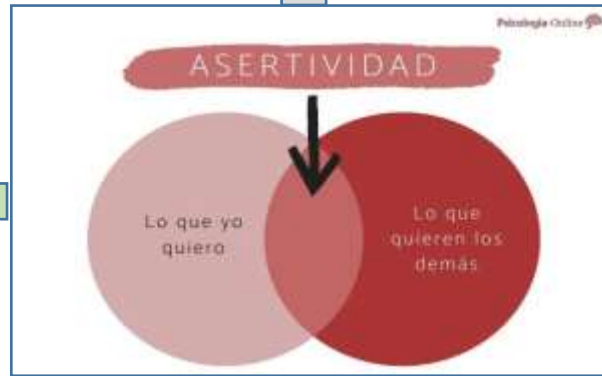 Psicología-Online
ASERTIVIDAD
Lo que yo
quiero
Lo que
quieren los
demás